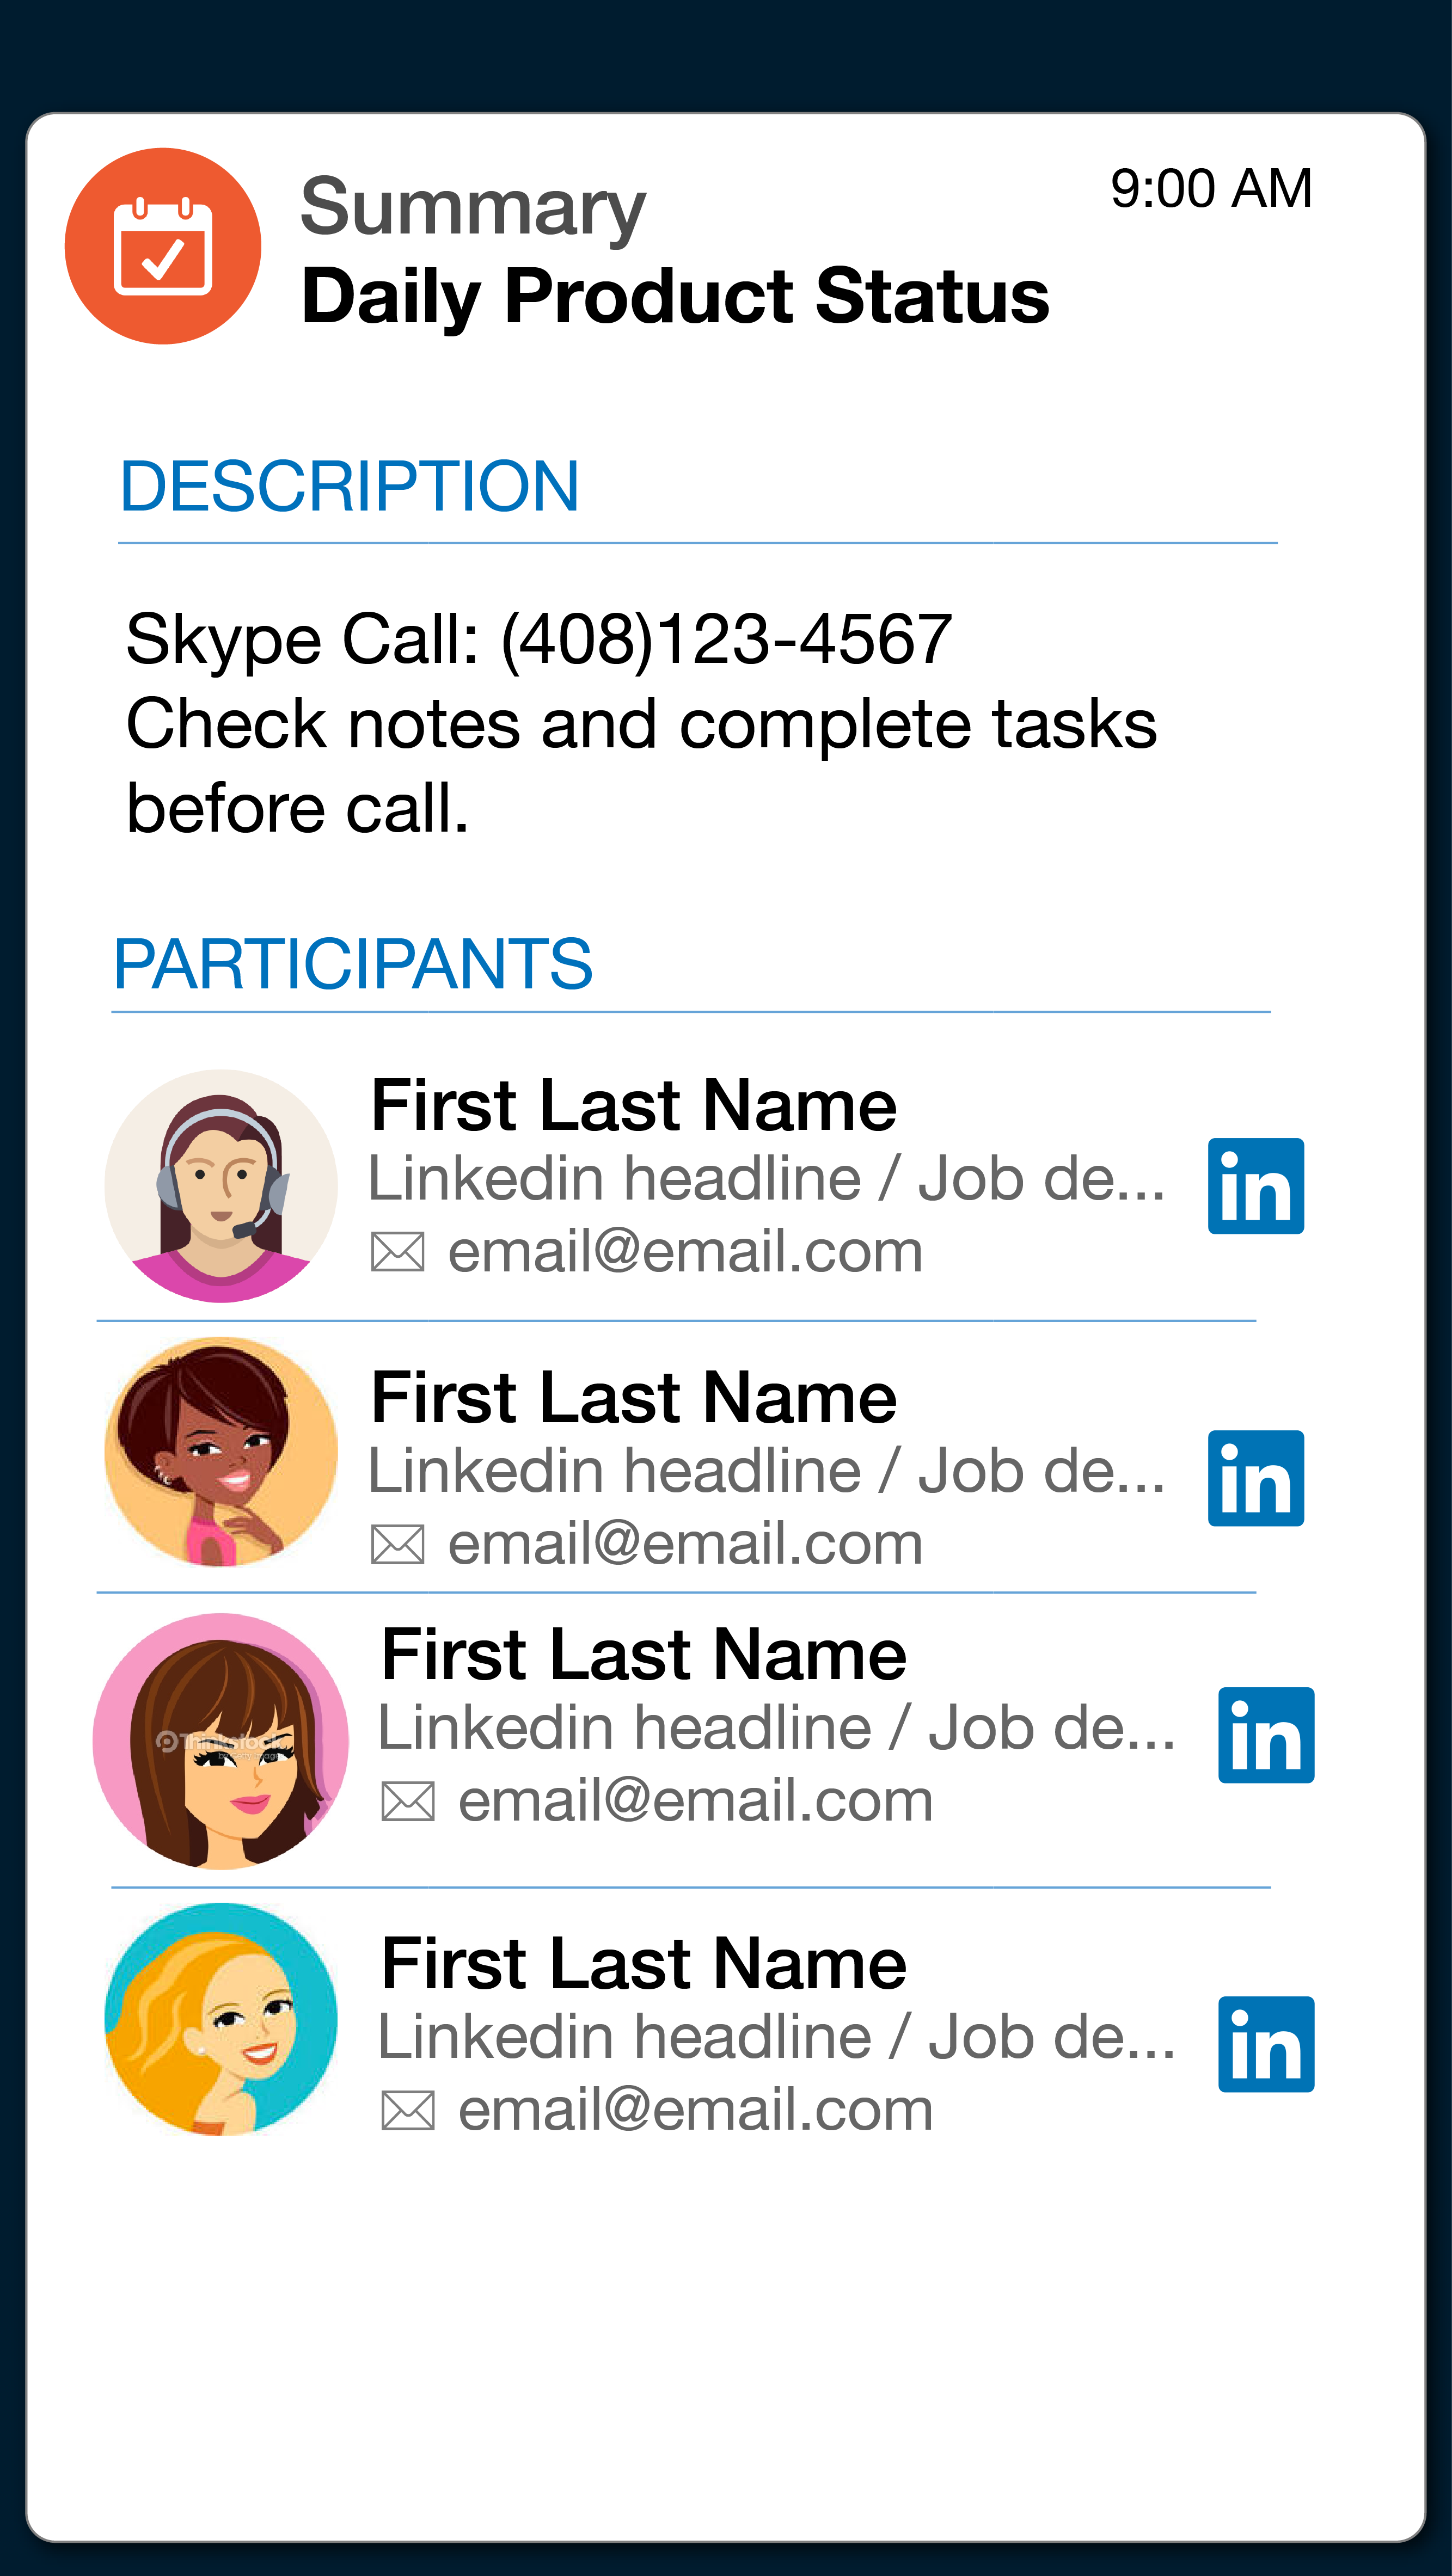 Summary
9:00 AM
Daily Product Status
DESCRIPTION
Skype Call: (408)123-4567
Check notes and complete tasks
before call.
PARTICIPANTS
First Last Name
Linkedin headline / Job de...
in
email@email.com
First Last Name
Linkedin headline / Job de...
in
email@email.com
First Last Name
Linkedin headline / Job de...
Thinkstock
in
email@email.com
First Last Name
Linkedin headline / Job de...
in
email@email.com